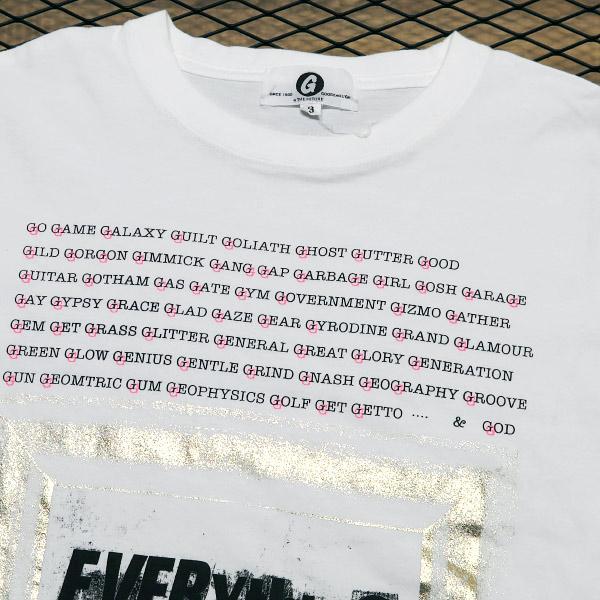 G
SINCE 1990
3
GO GAME GALAXY GUILT GOLIATH GHOST GUTTER GOOD
GILD GORGON GIMMICK GANG GAP GARBAGE GIRL GOSH GARAGE
GUITAR GOTHAM GAS GATE GYM GOVERNMENT GIZMO GATHER
GAY GYPSY GRACE GLAD GAZE GEAR GYRODINE GRAND GLAMOUR
GEM GET GRASS GLITTER GENERAL GREAT GLORY GENERATION
GREEN GLOW GENIUS GENTLE GRIND GNASH GEOGRAPHY GROOVE
GUN GEOMTRIC GUM GEOPHYSICS GOLF GET GETTO .... & GOD